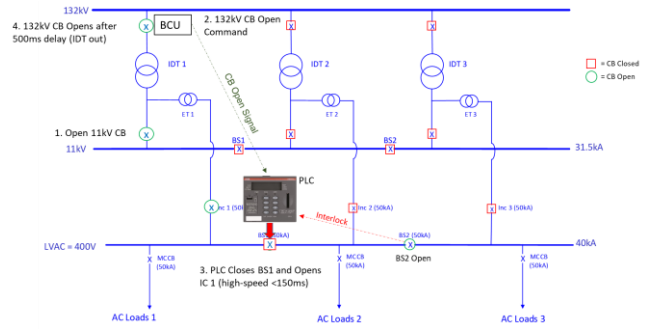 132kV
4. 132kV CB Opens after
500ms delay (IDT out)
BCU
2. 132kV CB Open
Command
IDT 1
IDT 2
IDT 3
= CB Closed
= CB Open
ET 1
ET 2
ET 3
CB Open Signal
1. Open 11kV CB
11kV
BS1
BS2
31.5kA
PLC
Inc 2 (50kA)
Inc 3 (50kA)
Interlock
LVAC = 400V
BS2 (50kA)
40kA
BS2 Open
MCCB
(50kA)
MCCB
(50kA)
MCCB
(50kA)
3. PLC Closes BS1 and Opens
IC 1 (high-speed <150ms)
AC Loads 1
AC Loads 2
AC Loads 3